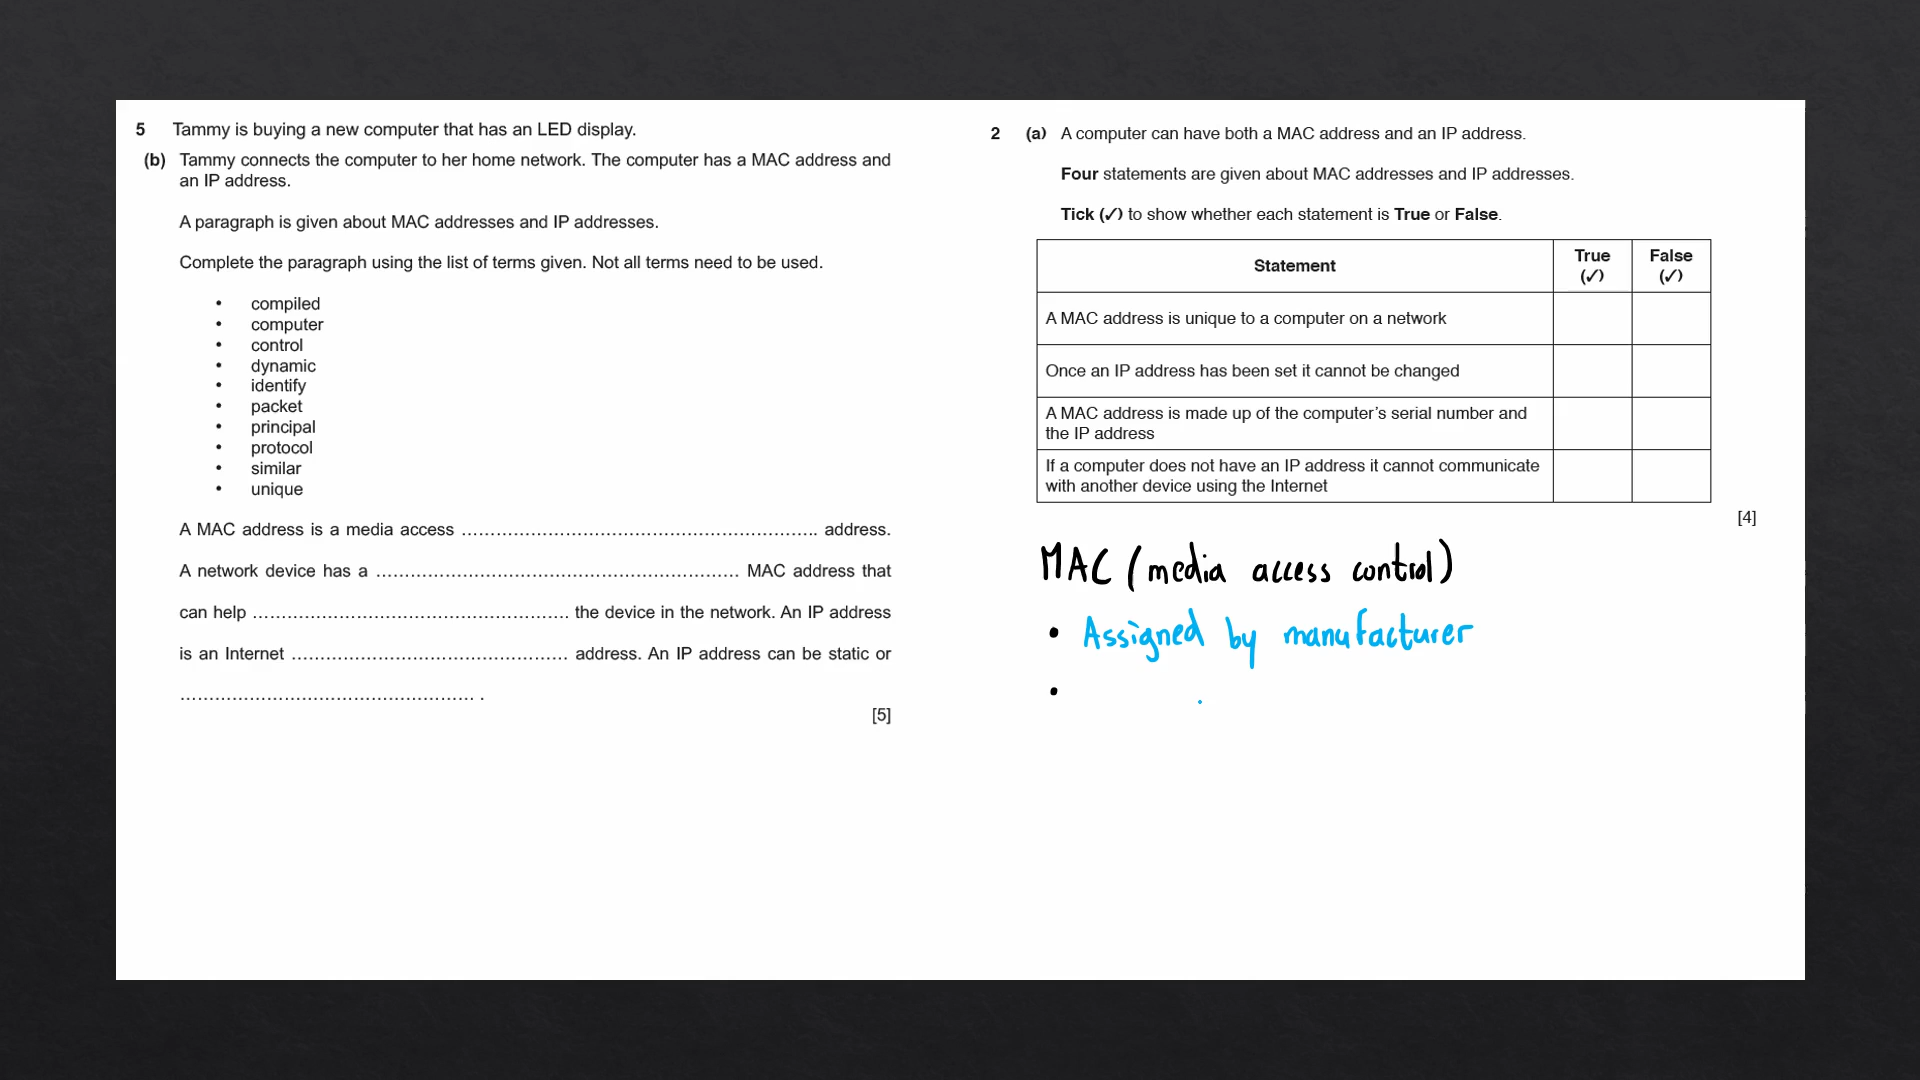 5 Tammy is buying a new computer that has an LED display.
(b) Tammy connects the computer to her home network. The computer has a MAC address and
an IP address.
A paragraph is given about MAC addresses and IP addresses.
Complete the paragraph using the list of terms given. Not all terms need to be used.
• compiled
• computer
• control
• dynamic
• identify
• packet
• principal
• protocol
• similar
• unique
A MAC address is a media access ………………………………………………….. address.
A network device has a …………………………………………………… MAC address that
can help ……………………………………………. the device in the network. An IP address
is an Internet ……………………………………… address. An IP address can be static or
………………………………………… .
[5]
2 (a) A computer can have both a MAC address and an IP address.
Four statements are given about MAC addresses and IP addresses.
Tick (✓) to show whether each statement is True or False.
Statement True (✓) False (✓)
A MAC address is unique to a computer on a network
Once an IP address has been set it cannot be changed
A MAC address is made up of the computer’s serial number and
the IP address
If a computer does not have an IP address it cannot communicate
with another device using the Internet
[4]
MAC (media access control)
• Assigned by manufacturer
•